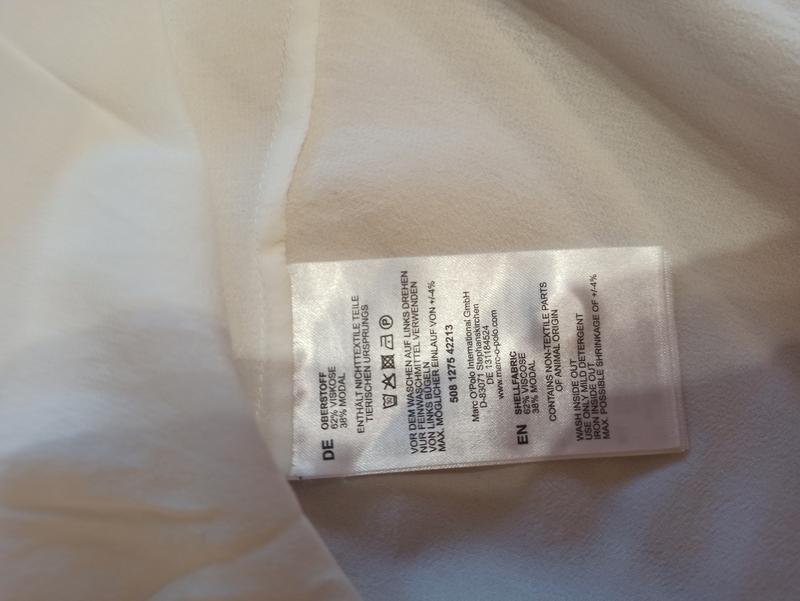 DE OBERSTOFF
62% VISKOSE
38% MODAL
ENTHÄLT NICHTTEXTILE TEILE
TIERISCHEN URSPRUNGS
P
VOR DEM WASCHEN AUF LINKS DREHEN
NUR FEINWASCHMITTEL VERWENDEN
VON LINKS BÜGELN
MAX. MÖGLICHER EINLAUF VON +/-4%
508 1275 42213
Marc O'Polo International GmbH
D-83071 Stephanskirchen
DE 131184524
www.marc-o-polo.com
EN SHELLFABRIC
62% VISCOSE
38% MODAL
CONTAINS NON-TEXTILE PARTS
OF ANIMAL ORIGIN
WASH INSIDE OUT
USE ONLY MILD DETERGENT
IRON INSIDE OUT
MAX. POSSIBLE SHRINKAGE OF +/-4%